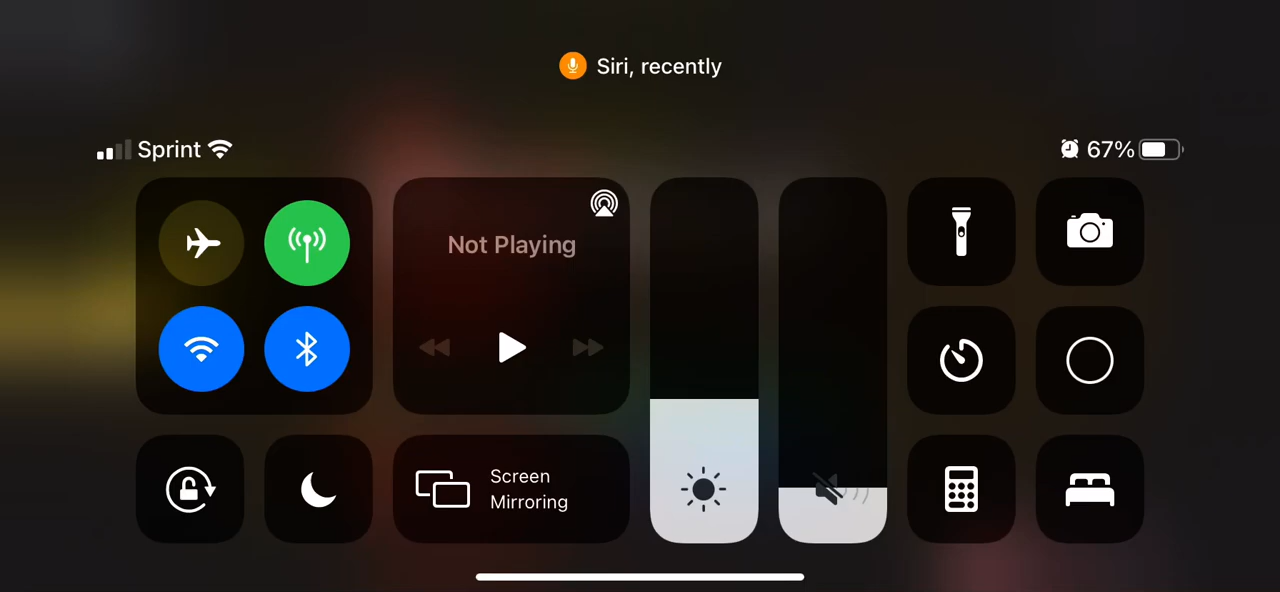 Siri, recently
Sprint
67%
Not Playing
Screen
Mirroring